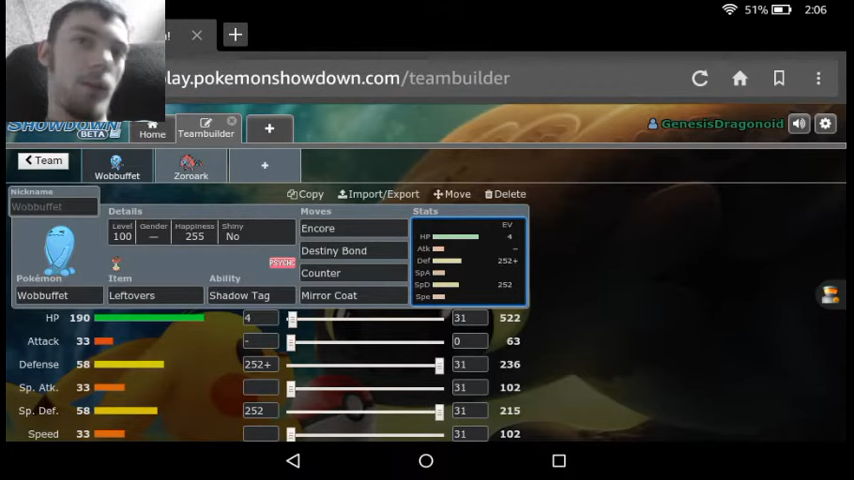 51% 2:06
!
play.pokemonshowdown.com/teambuilder
SHOWDOWN
BETA
Home
Teambuilder
GenesisDragonoid
Team
Wobbuffet
Zoroark
Copy Import/Export Move Delete
Nickname
Wobbuffet
Details
Level Gender Happiness Shiny
100 — 255 No
PSYCHC
Pokémon Item Ability
Wobbuffet Leftovers Shadow Tag
Moves
Encore
Destiny Bond
Counter
Mirror Coat
Stats
EV
HP 4
Atk –
Def 252+
SpA
SpD 252
Spe
HP 190 4 31 522
Attack 33 - 0 63
Defense 58 252+ 31 236
Sp. Atk. 33 31 102
Sp. Def. 58 252 31 215
Speed 33 31 102